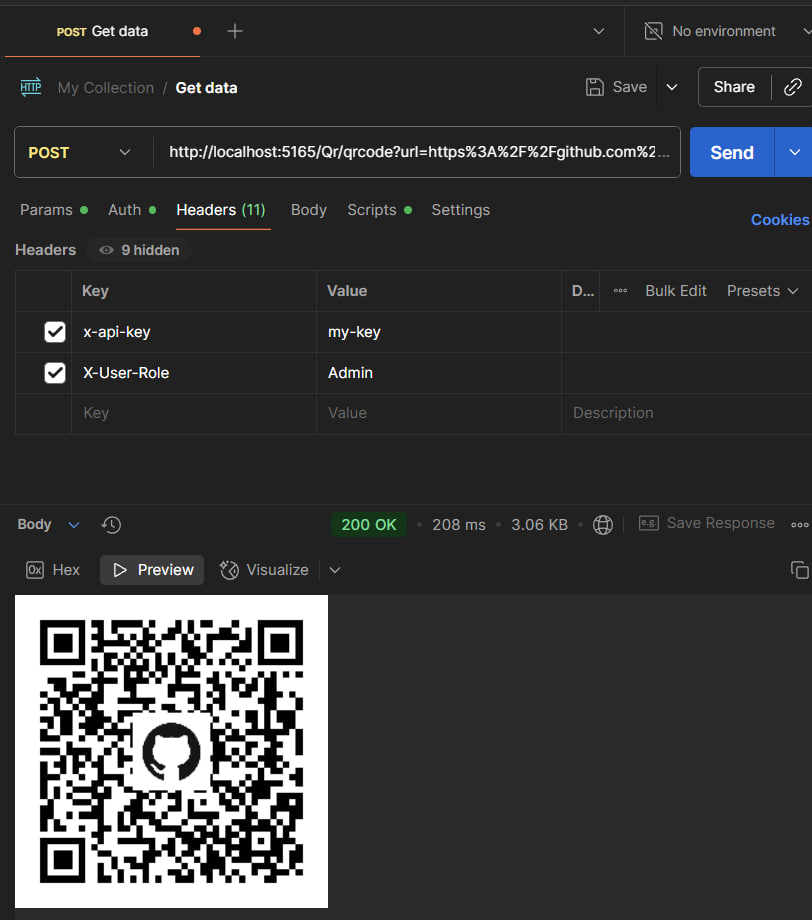 POST Get data
No environment
HTTP My Collection / Get data
Save
Share
POST
http://localhost:5165/Qr/qrcode?url=https%3A%2F%2Fgithub.com%2...
Send
Params Auth Headers (11) Body Scripts Settings
Cookies
Headers 9 hidden
Key Value D... Bulk Edit Presets
x-api-key my-key
X-User-Role Admin
Key Value Description
Body 200 OK 208 ms 3.06 KB e.g. Save Response
0x Hex Preview Visualize